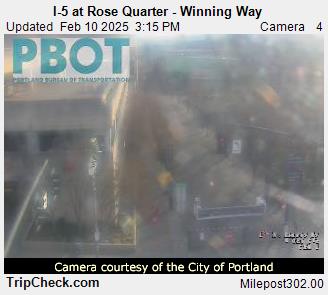 I-5 at Rose Quarter - Winning Way
Updated  Feb 10 2025  3:15 PM
Camera   4
PBOT
PORTLAND BUREAU OF TRANSPORTATION
Camera courtesy of the City of Portland
TripCheck.com
Milepost302.00